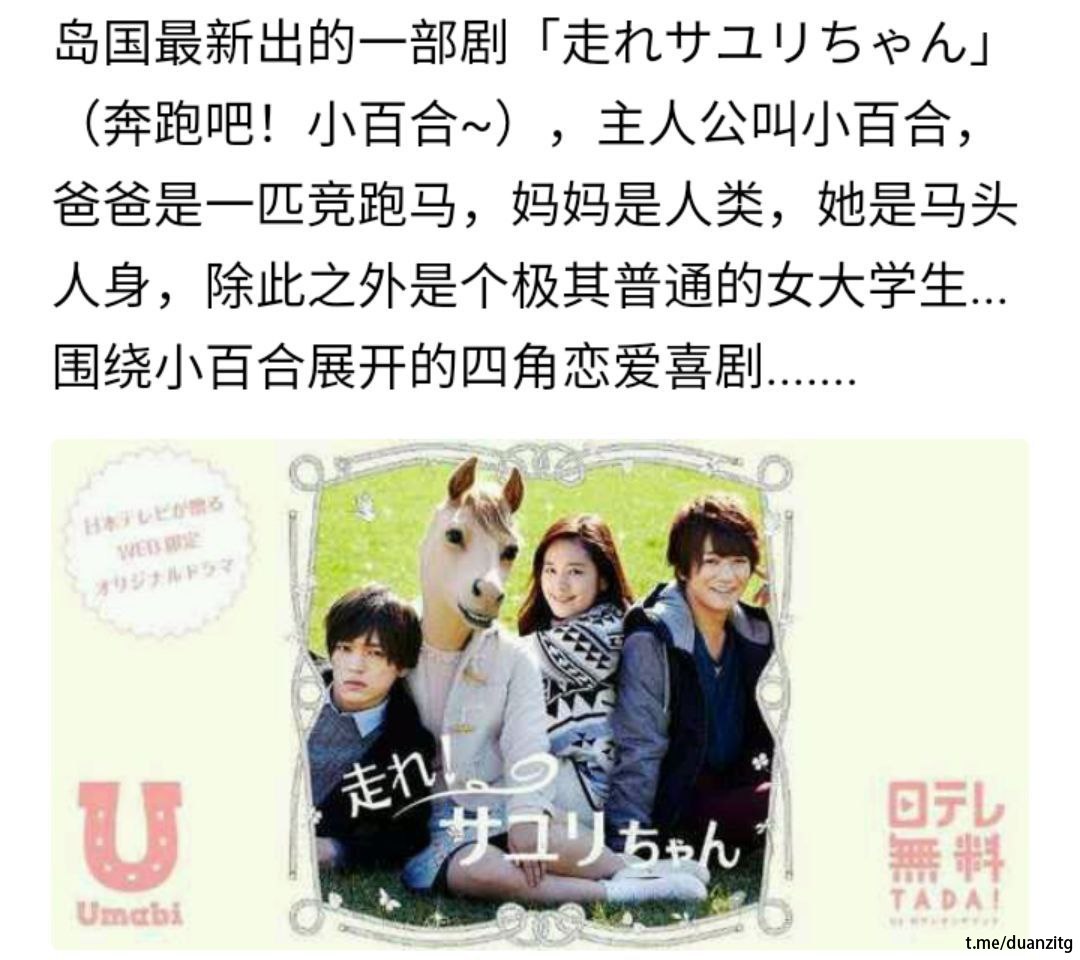 岛国最新出的一部剧「走れサユリちゃん」
（奔跑吧！小百合~），主人公叫小百合，
爸爸是一匹竞跑马，妈妈是人类，她是马头
人身，除此之外是个极其普通的女大学生...
围绕小百合展开的四角恋爱喜剧.......
日本テレビが贈る
WEB限定
オリジナルドラマ
走れ！
サユリちゃん
U
Umabi
日テレ
無料
TADA!
t.me/duanzitg